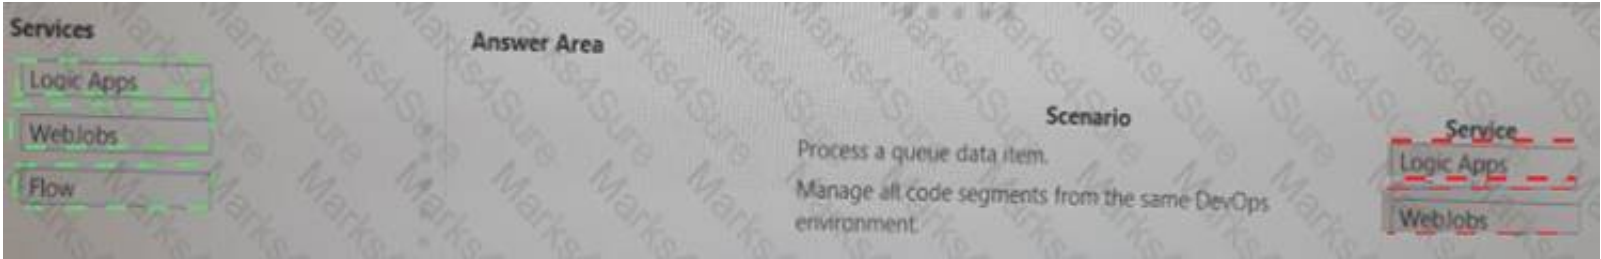 Services
Answer Area
Logic Apps
WebJobs
Flow
Scenario
Service
Process a queue data item.
Logic Apps
Manage all code segments from the same DevOps
environment.
WebJobs
Marks4Sure